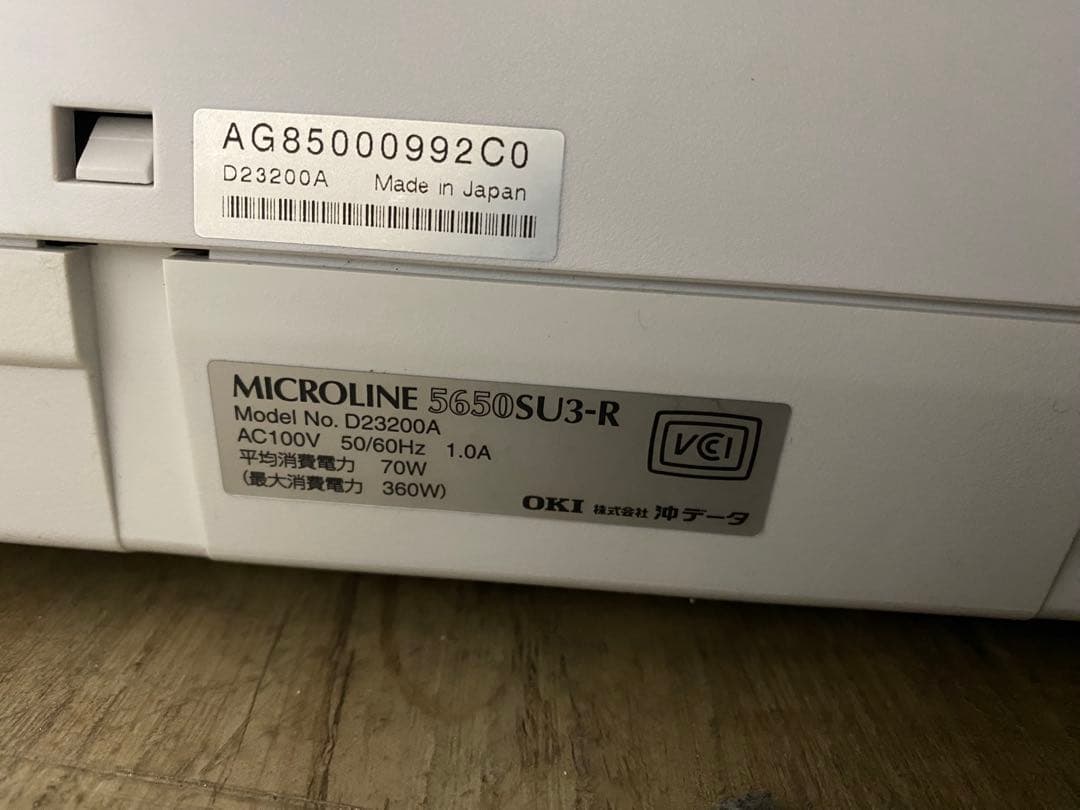 AG85000992C0
D23200A Made in Japan
MICROLINE 5650SU3-R
Model No. D23200A
AC100V 50/60Hz 1.0A
平均消費電力 70W
(最大消費電力 360W)
VCI
OKI 株式会社 沖データ